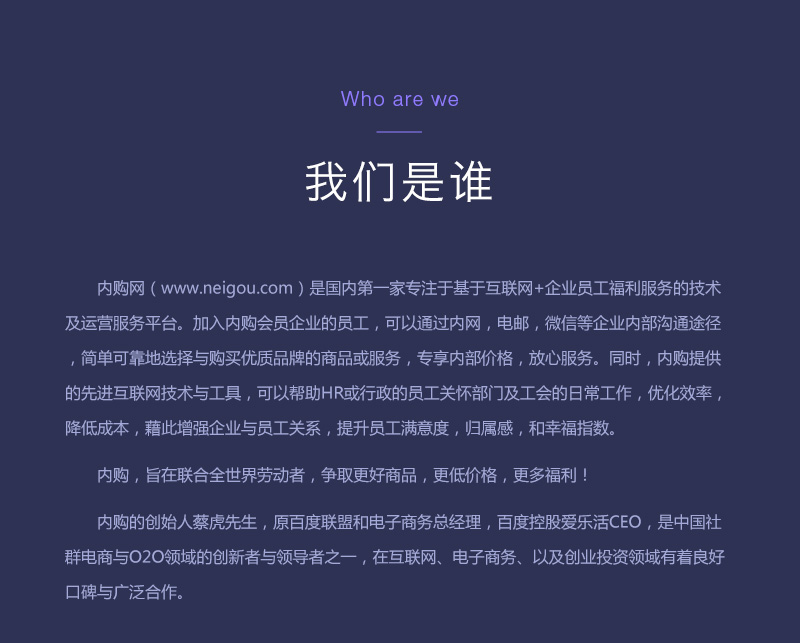 Who are we
我们是谁
内购网（www.neigou.com）是国内第一家专注于基于互联网+企业员工福利服务的技术
及运营服务平台。加入内购会员企业的员工，可以通过内网，电邮，微信等企业内部沟通途径
，简单可靠地选择与购买优质品牌的商品或服务，专享内部价格，放心服务。同时，内购提供
的先进互联网技术与工具，可以帮助HR或行政的员工关怀部门及工会的日常工作，优化效率，
降低成本，藉此增强企业与员工关系，提升员工满意度，归属感，和幸福指数。
内购，旨在联合全世界劳动者，争取更好商品，更低价格，更多福利！
内购的创始人蔡虎先生，原百度联盟和电子商务总经理，百度控股爱乐活CEO，是中国社
群电商与O2O领域的创新者与领导者之一，在互联网、电子商务、以及创业投资领域有着良好
口碑与广泛合作。